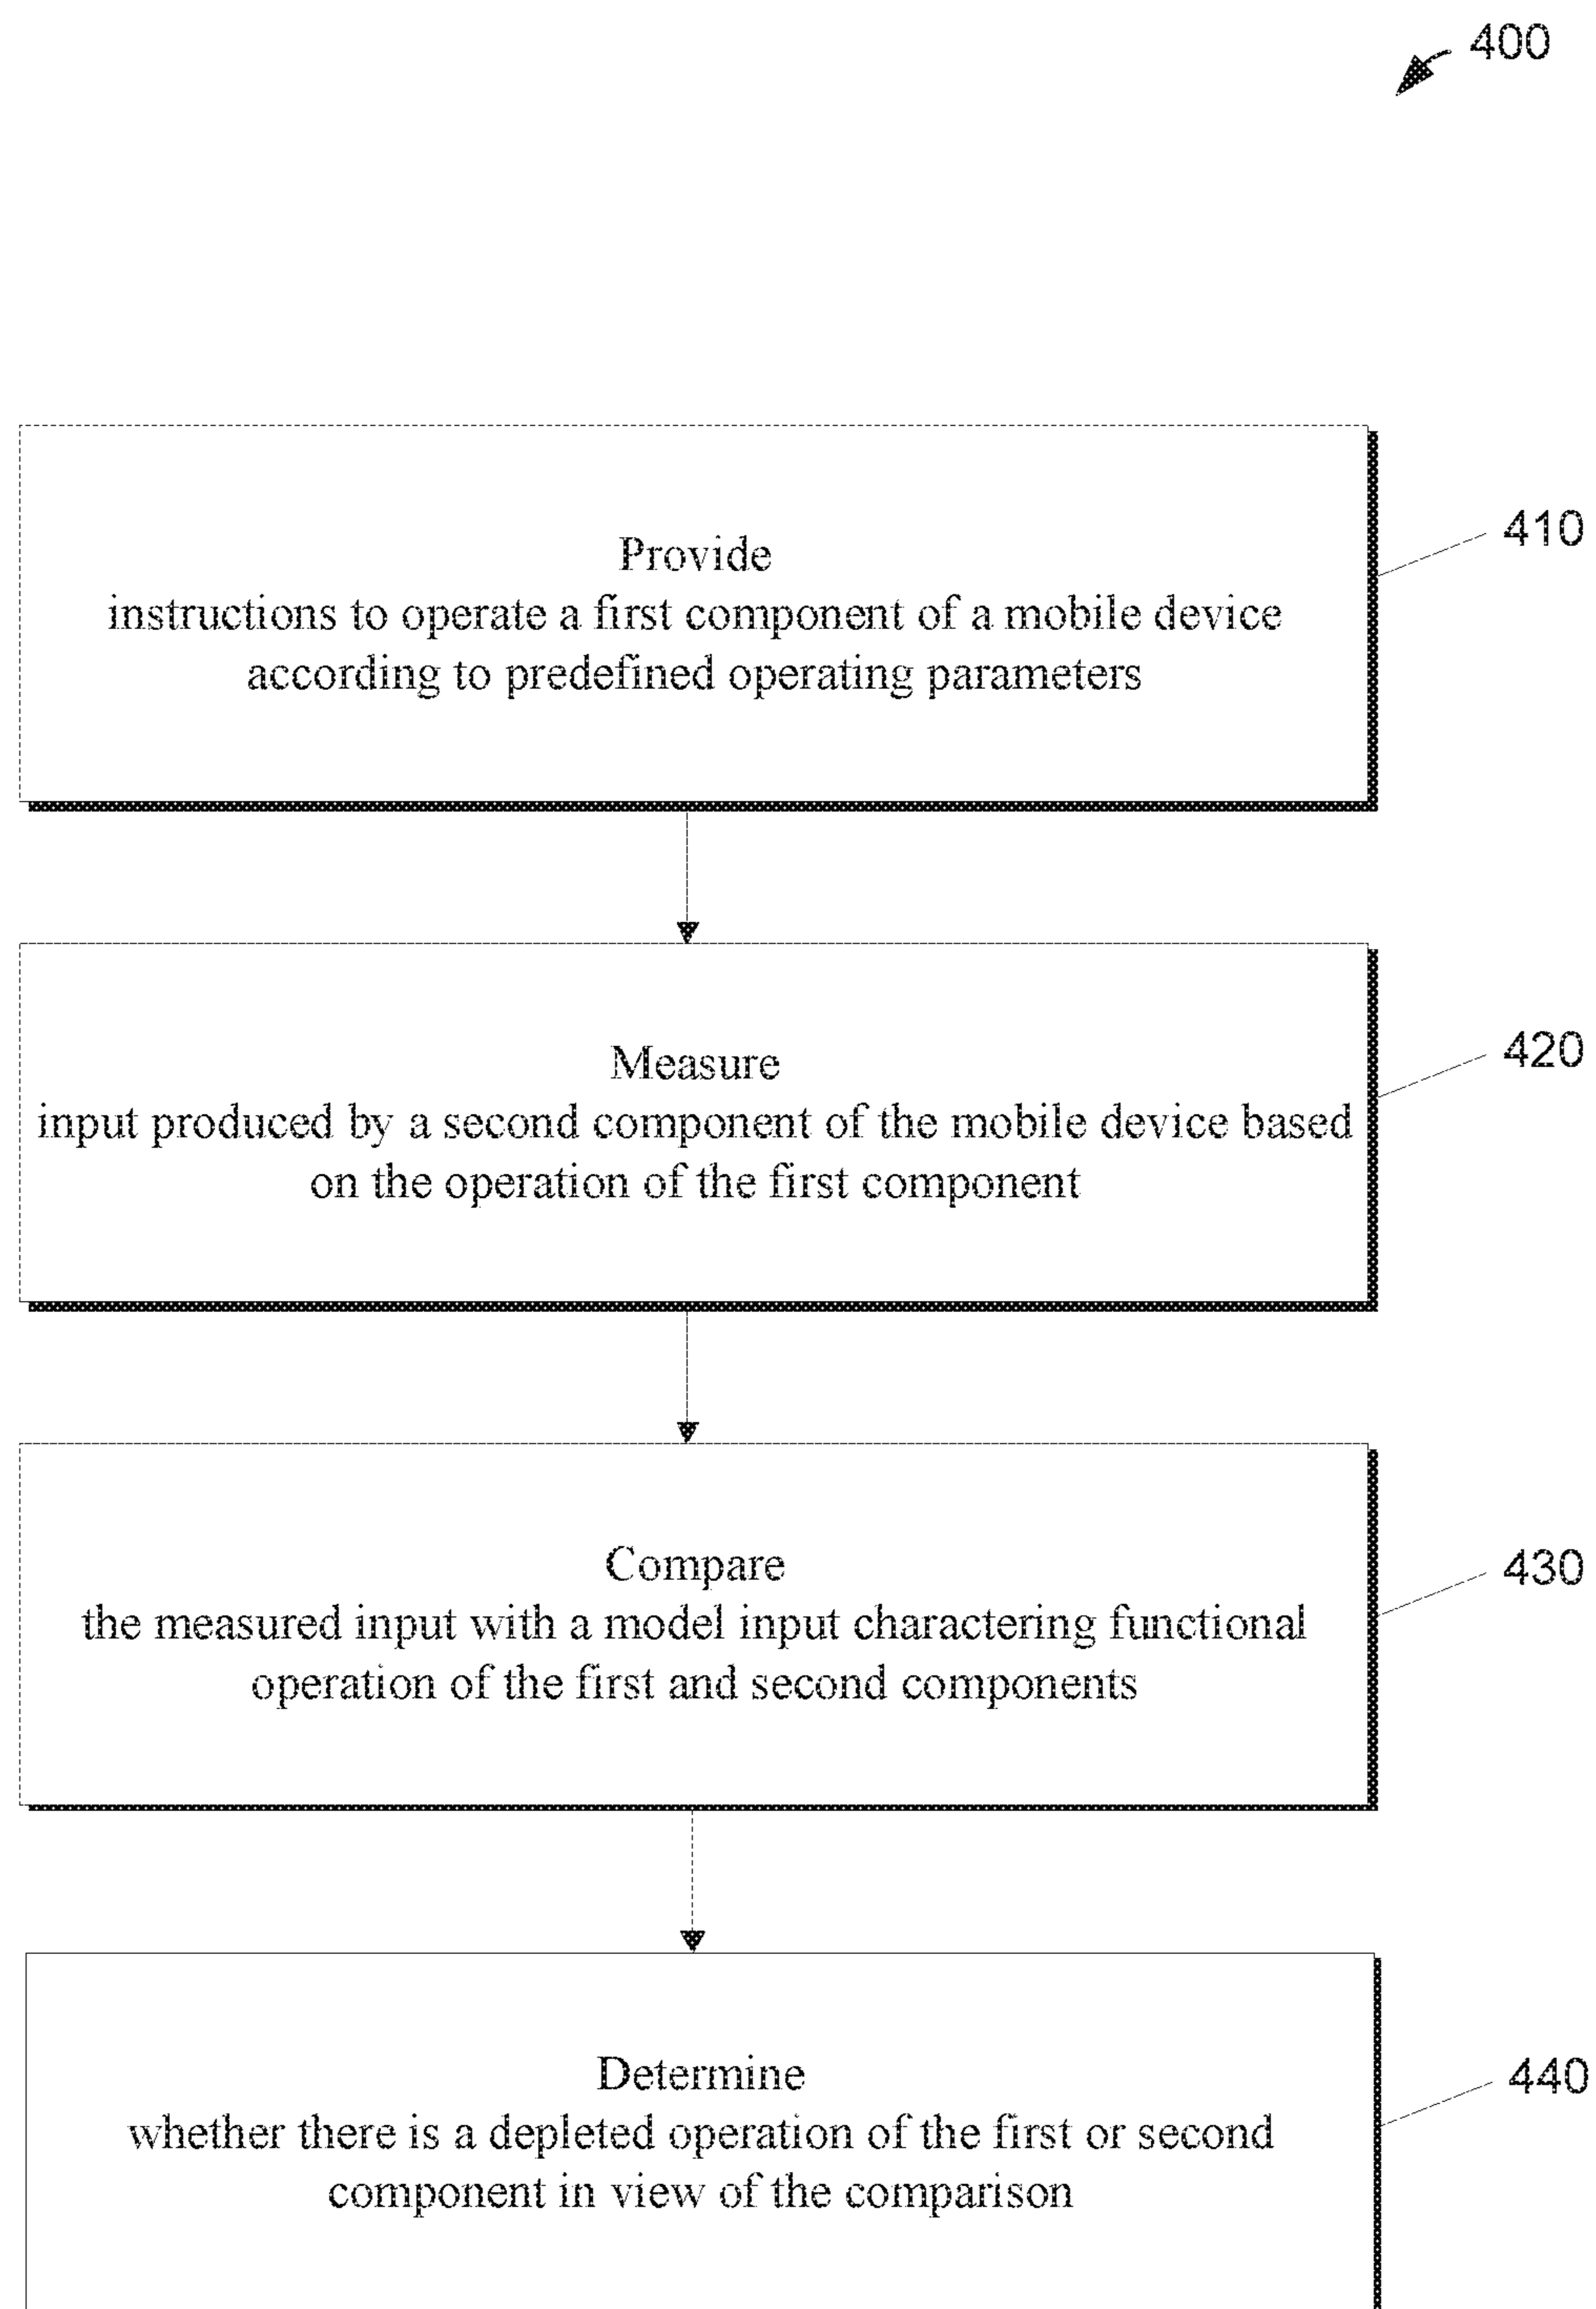 400
Provide
instructions to operate a first component of a mobile device
according to predefined operating parameters
410
Measure
input produced by a second component of the mobile device based
on the operation of the first component
420
Compare
the measured input with a model input charactering functional
operation of the first and second components
430
Determine
whether there is a depleted operation of the first or second
component in view of the comparison
440